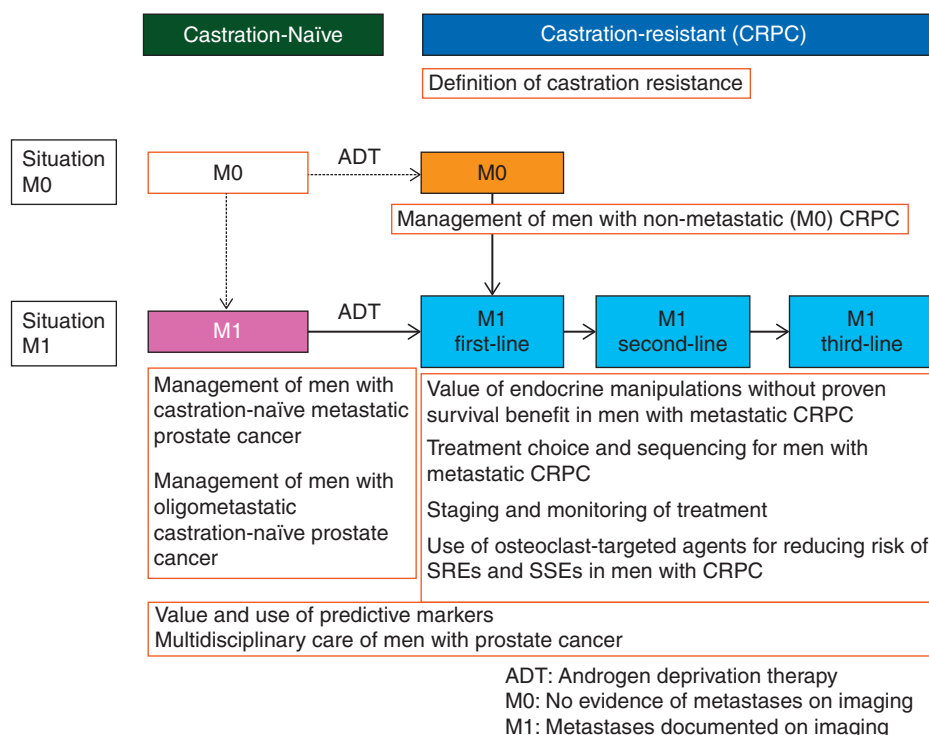 Castration-Naïve
Castration-resistant (CRPC)
Definition of castration resistance
Situation
M0
M0
ADT
M0
Management of men with non-metastatic (M0) CRPC
Situation
M1
M1
ADT
M1
first-line
M1
second-line
M1
third-line
Management of men with
castration-naïve metastatic
prostate cancer
Management of men with
oligometastatic
castration-naïve prostate
cancer
Value of endocrine manipulations without proven
survival benefit in men with metastatic CRPC
Treatment choice and sequencing for men with
metastatic CRPC
Staging and monitoring of treatment
Use of osteoclast-targeted agents for reducing risk of
SREs and SSEs in men with CRPC
Value and use of predictive markers
Multidisciplinary care of men with prostate cancer
ADT: Androgen deprivation therapy
M0: No evidence of metastases on imaging
M1: Metastases documented on imaging